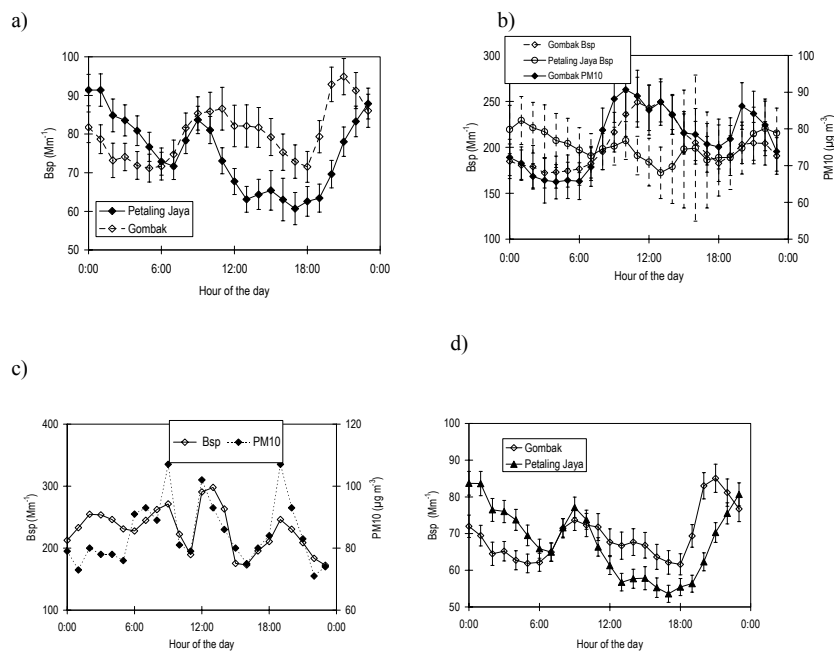 a)
Bsp (Mm⁻¹)
100
90
80
70
60
50
Petaling Jaya
Gombak
0:00 6:00 12:00 18:00 0:00
Hour of the day
b)
Gombak Bsp
Petaling Jaya Bsp
Gombak PM10
Bsp (Mm⁻¹)
300
250
200
150
100
100
90
80
70
60
50
PM10 (µg m⁻³)
0:00 6:00 12:00 18:00 0:00
Hour of the day
c)
Bsp PM10
Bsp (Mm⁻¹)
400
300
200
100
120
100
80
60
PM10 (µg m⁻³)
0:00 6:00 12:00 18:00 0:00
Hour of the day
d)
Gombak
Petaling Jaya
Bsp (Mm⁻¹)
100
90
80
70
60
50
0:00 6:00 12:00 18:00 0:00
Hour of the day